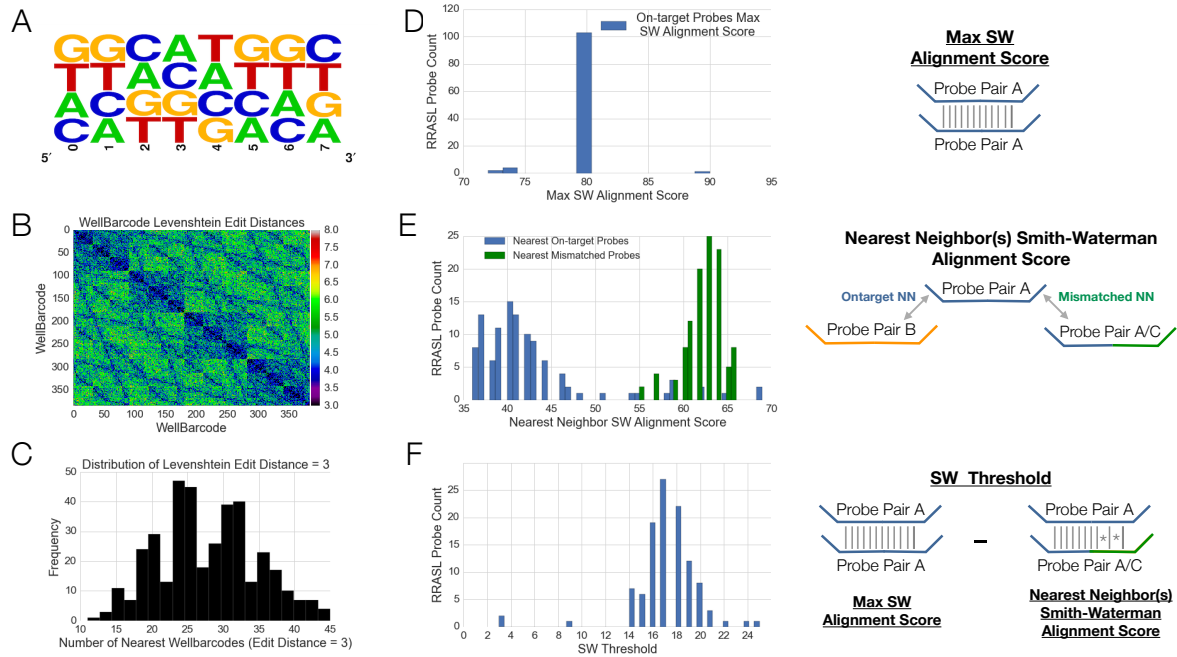 A
GGCATGGC
TTACATTT
ACGGCCAG
CATTGACA
5′ 0 1 2 3 4 5 6 7 3′
B
WellBarcode Levenshtein Edit Distances
WellBarcode
0
50
100
150
200
250
300
350
0 50 100 150 200 250 300 350
WellBarcode
8.0
7.5
7.0
6.5
6.0
5.5
5.0
4.5
4.0
3.5
3.0
C
Distribution of Levenshtein Edit Distance = 3
Frequency
50
40
30
20
10
0
10 15 20 25 30 35 40 45
Number of Nearest Wellbarcodes (Edit Distance = 3)
D
On-target Probes Max
SW Alignment Score
RRASL Probe Count
120
100
80
60
40
20
0
70 75 80 85 90 95
Max SW Alignment Score
Max SW
Alignment Score
Probe Pair A
Probe Pair A
E
Nearest On-target Probes
Nearest Mismatched Probes
RRASL Probe Count
25
20
15
10
5
0
35 40 45 50 55 60 65 70
Nearest Neighbor SW Alignment Score
Nearest Neighbor(s) Smith-Waterman
Alignment Score
Probe Pair A
Ontarget NN
Mismatched NN
Probe Pair B
Probe Pair A/C
F
RRASL Probe Count
25
20
15
10
5
0
0 2 4 6 8 10 12 14 16 18 20 22 24
SW Threshold
SW Threshold
Probe Pair A
Probe Pair A
–
Probe Pair A
* *
Probe Pair A/C
Max SW
Alignment Score
Nearest Neighbor(s)
Smith-Waterman
Alignment Score